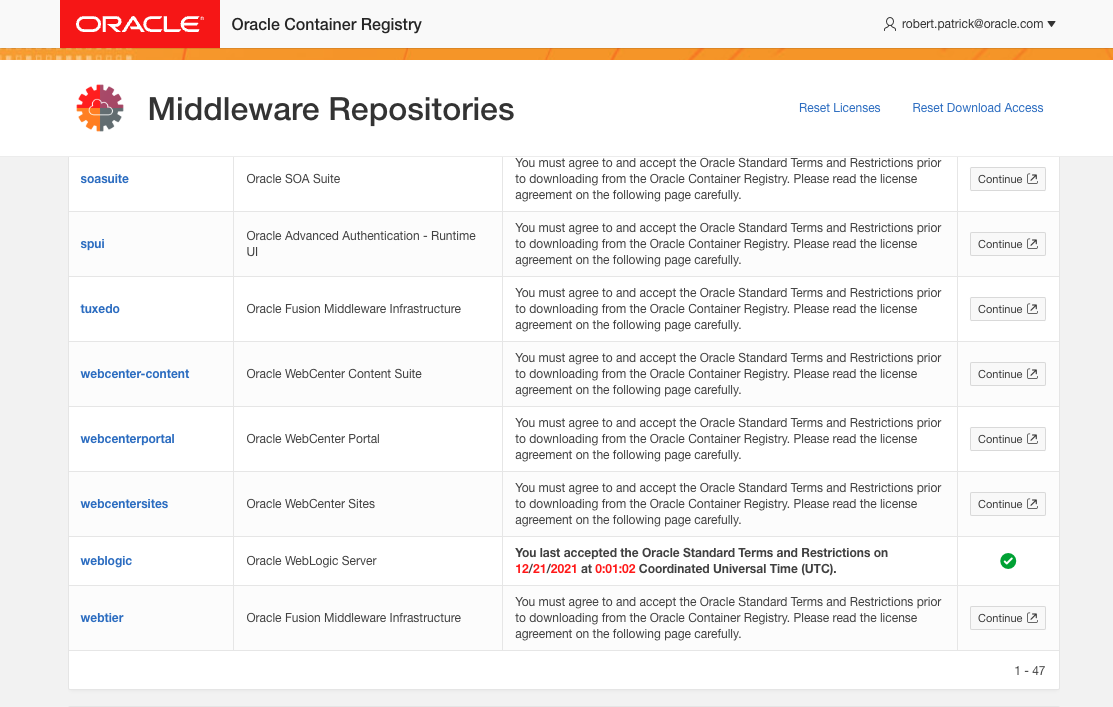 ORACLE Oracle Container Registry robert.patrick@oracle.com
Middleware Repositories Reset Licenses Reset Download Access
soasuite
Oracle SOA Suite
You must agree to and accept the Oracle Standard Terms and Restrictions prior
to downloading from the Oracle Container Registry. Please read the license
agreement on the following page carefully.
Continue
spui
Oracle Advanced Authentication - Runtime
UI
You must agree to and accept the Oracle Standard Terms and Restrictions prior
to downloading from the Oracle Container Registry. Please read the license
agreement on the following page carefully.
Continue
tuxedo
Oracle Fusion Middleware Infrastructure
You must agree to and accept the Oracle Standard Terms and Restrictions prior
to downloading from the Oracle Container Registry. Please read the license
agreement on the following page carefully.
Continue
webcenter-content
Oracle WebCenter Content Suite
You must agree to and accept the Oracle Standard Terms and Restrictions prior
to downloading from the Oracle Container Registry. Please read the license
agreement on the following page carefully.
Continue
webcenterportal
Oracle WebCenter Portal
You must agree to and accept the Oracle Standard Terms and Restrictions prior
to downloading from the Oracle Container Registry. Please read the license
agreement on the following page carefully.
Continue
webcentersites
Oracle WebCenter Sites
You must agree to and accept the Oracle Standard Terms and Restrictions prior
to downloading from the Oracle Container Registry. Please read the license
agreement on the following page carefully.
Continue
weblogic
Oracle WebLogic Server
You last accepted the Oracle Standard Terms and Restrictions on
12/21/2021 at 0:01:02 Coordinated Universal Time (UTC).
webtier
Oracle Fusion Middleware Infrastructure
You must agree to and accept the Oracle Standard Terms and Restrictions prior
to downloading from the Oracle Container Registry. Please read the license
agreement on the following page carefully.
Continue
1 - 47